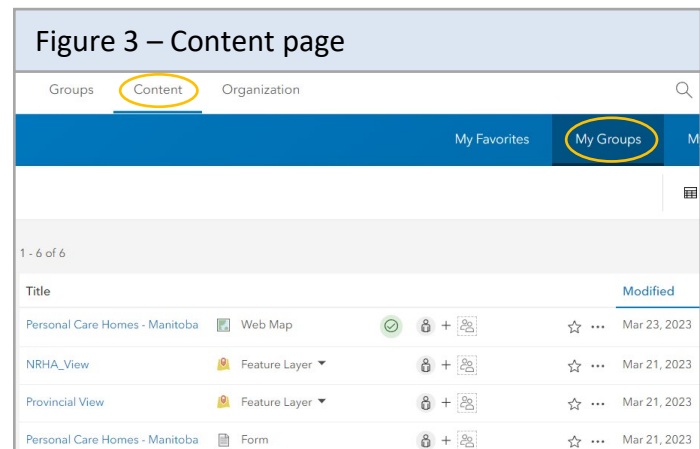 Figure 3 – Content page
Groups Content Organization
My Favorites My Groups M
1 - 6 of 6
Title Modified
Personal Care Homes - Manitoba Web Map + Mar 23, 2023
NRHA_View Feature Layer + Mar 21, 2023
Provincial View Feature Layer + Mar 21, 2023
Personal Care Homes - Manitoba Form + Mar 21, 2023